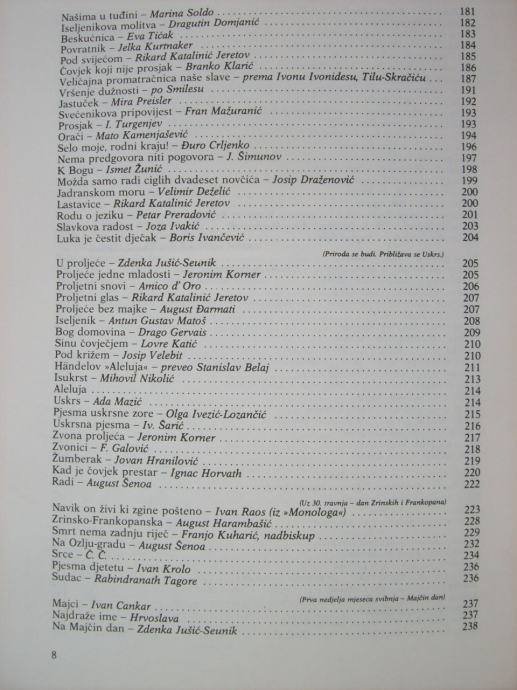 Našima u tuđini – Marina Soldo 181
Iseljenikova molitva – Dragutin Domjanić 182
Beskućnica – Eva Tićak 183
Povratnik – Jelka Kurtnaker 184
Pod svijećom – Rikard Katalinić Jeretov 185
Čovjek koji nije prosjak – Branko Klarić 186
Veličajna promatračnica naše slave – prema Ivonu Ivonidesu, Tilu-Skračiću 187
Vršenje dužnosti – po Smilesu 191
Jastuček – Mira Preisler 192
Svećenikova pripovijest – Fran Mažuranić 193
Prosjak – I. Turgenjev 193
Orači – Mato Kamenjašević 194
Selo moje, rodni kraju! – Đuro Crljenko 196
Nema predgovora niti pogovora – J. Šimunov 197
K Bogu – Ismet Žunić 198
Možda samo radi ciglih dvadeset novčića – Josip Draženović 199
Jadranskom moru – Velimir Deželić 200
Lastavice – Rikard Katalinić Jeretov 200
Rodu o jeziku – Petar Preradović 201
Slavkova radost – Joza Ivakić 203
Luka je čestit dječak – Boris Ivančević 204
(Priroda se budi. Približava se Uskrs.)
U proljeće – Zdenka Jušić-Seunik 205
Proljeće jedne mladosti – Jeronim Korner 205
Proljetni snovi – Amico d' Oro 206
Proljetni glas – Rikard Katalinić Jeretov 207
Proljeće bez majke – August Đarmati 207
Iseljenik – Antun Gustav Matoš 208
Bog domovina – Drago Gervais 209
Sinu čovječjem – Lovre Katić 210
Pod križem – Josip Velebit 210
Händelov »Aleluja« – preveo Stanislav Belaj 211
Isukrst – Mihovil Nikolić 213
Aleluja 214
Uskrs – Ada Mazić 214
Pjesma uskrsne zore – Olga Ivezić-Lozančić 215
Uskrsna pjesma – Iv. Šarić 216
Zvona proljeća – Jeronim Korner 217
Zvonici – F. Galović 218
Žumberak – Jovan Hranilović 219
Kad je čovjek prestar – Ignac Horvath 220
Radi – August Šenoa 222
(Uz 30. travnja – dan Zrinskih i Frankopana)
Navik on živi ki zgine pošteno – Ivan Raos (iz »Monologa«) 223
Zrinsko-Frankopanska – August Harambašić 228
Smrt nema zadnju riječ – Franjo Kuharić, nadbiskup 229
Na Ozlju-gradu – August Šenoa 232
Srce – Č. Č. 234
Pjesma djetetu – Ivan Krolo 236
Sudac – Rabindranath Tagore 236
(Prva nedjelja mjeseca svibnja – Majčin dan)
Majci – Ivan Cankar 237
Najdraže ime – Hrvoslava 237
Na Majčin dan – Zdenka Jušić-Seunik 238
8